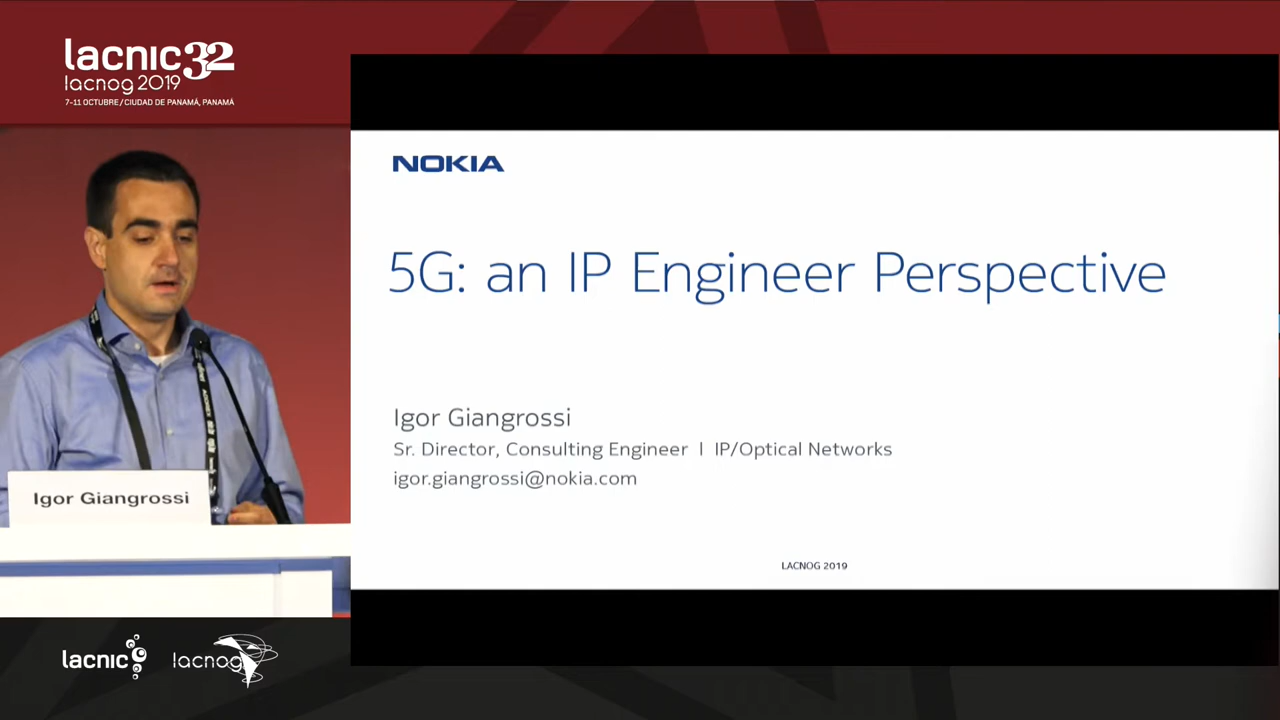 lacnic32
lacnog 2019
7-11 OCTUBRE / CIUDAD DE PANAMÁ, PANAMÁ
NOKIA
5G: an IP Engineer Perspective
Igor Giangrossi
Sr. Director, Consulting Engineer | IP/Optical Networks
igor.giangrossi@nokia.com
LACNOG 2019
Igor Giangrossi
lacnic
lacnog